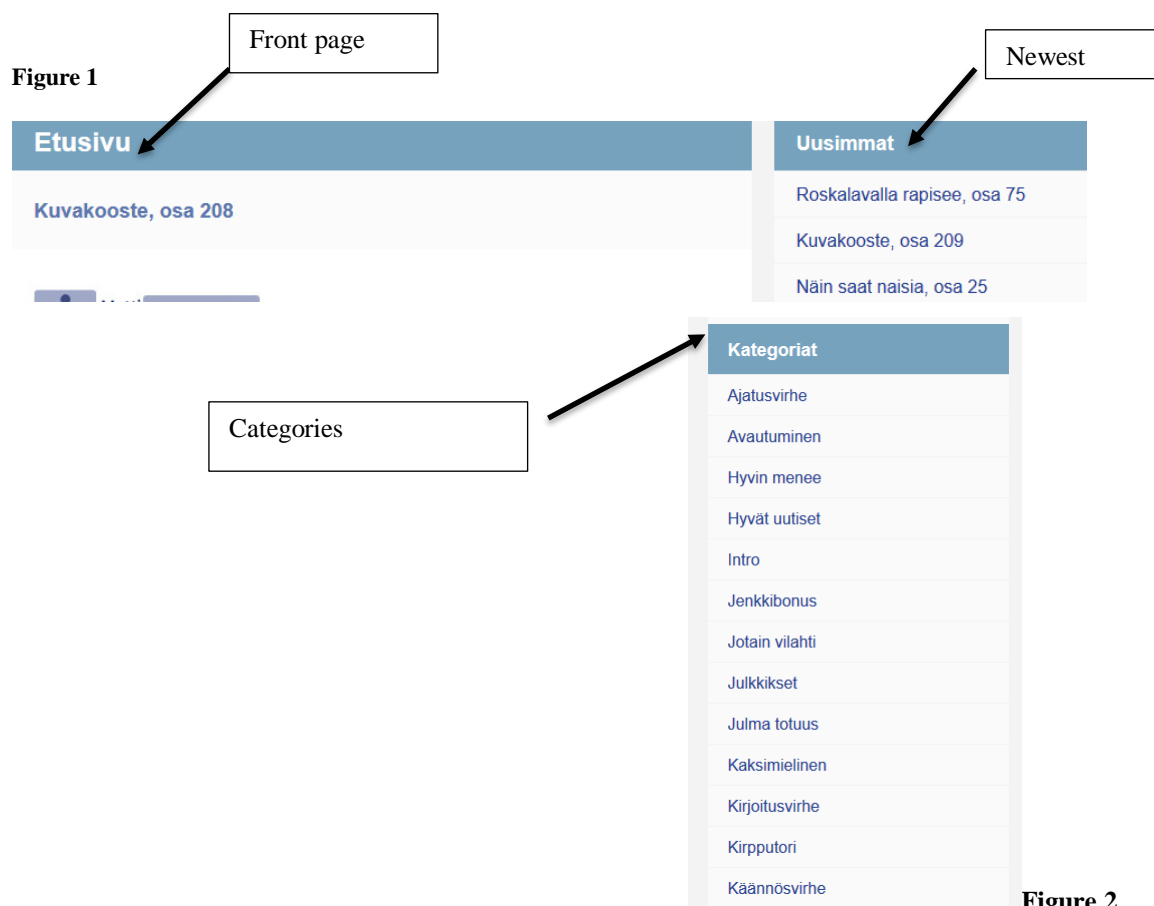 Front page
Newest
Figure 1
Etusivu
Kuvakooste, osa 208
Uusimmat
Roskalavalla rapisee, osa 75
Kuvakooste, osa 209
Näin saat naisia, osa 25
Kategoriat
Ajatusvirhe
Avautuminen
Hyvin menee
Hyvät uutiset
Intro
Jenkkibonus
Jotain vilahti
Julkkikset
Julma totuus
Kaksimielinen
Kirjoitusvirhe
Kirpputori
Käännösvirhe
Categories
Figure 2